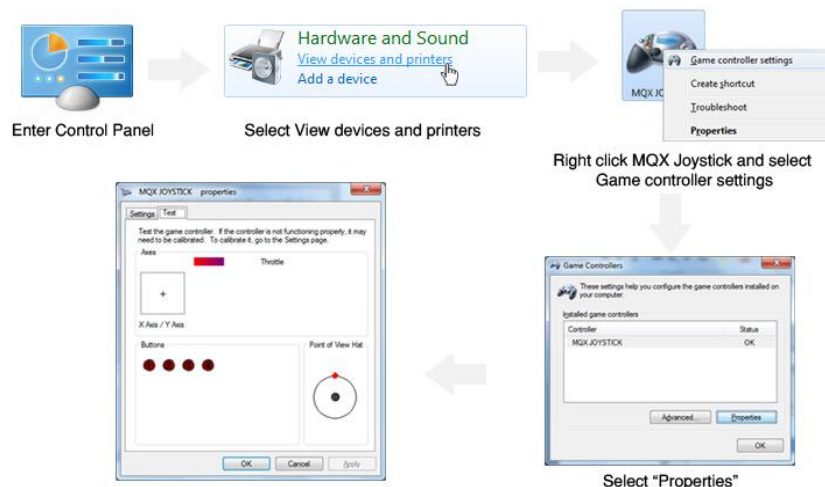 Hardware and Sound
View devices and printers
Add a device
Game controller settings
Create shortcut
Troubleshoot
Properties
MQX JO
Enter Control Panel
Select View devices and printers
Right click MQX Joystick and select
Game controller settings
MQX JOYSTICK properties
Settings
Test
Test the game controller. If the controller is not functioning properly, it may
need to be calibrated. To calibrate it, go to the Settings page.
Axes
Throttle
X Axis / Y Axis
Buttons
Point of View Hat
OK
Cancel
Apply
Game Controllers
These settings help you configure the game controllers installed on
your computer.
Installed game controllers
Controller
Status
MQX JOYSTICK
OK
Advanced...
Properties
OK
Select "Properties"